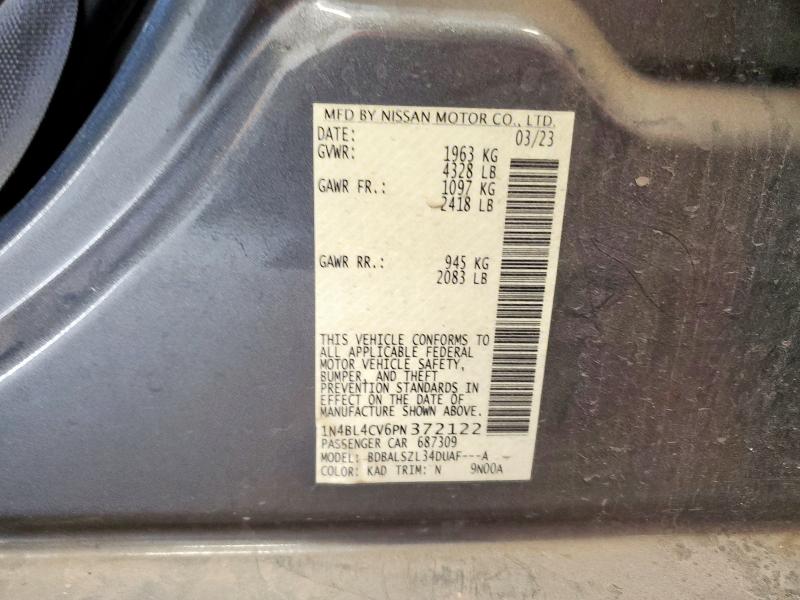 MFD BY NISSAN MOTOR CO., LTD.
DATE: 03/23
GVWR: 1963 KG
4328 LB
GAWR FR.: 1097 KG
2418 LB
GAWR RR.: 945 KG
2083 LB
THIS VEHICLE CONFORMS TO
ALL APPLICABLE FEDERAL
MOTOR VEHICLE SAFETY,
BUMPER, AND THEFT
PREVENTION STANDARDS IN
EFFECT ON THE DATE OF
MANUFACTURE SHOWN ABOVE.
1N4BL4CV6PN372122
PASSENGER CAR 687309
MODEL: BDBALSZL34DUAF---A
COLOR: KAD TRIM: N 9N00A